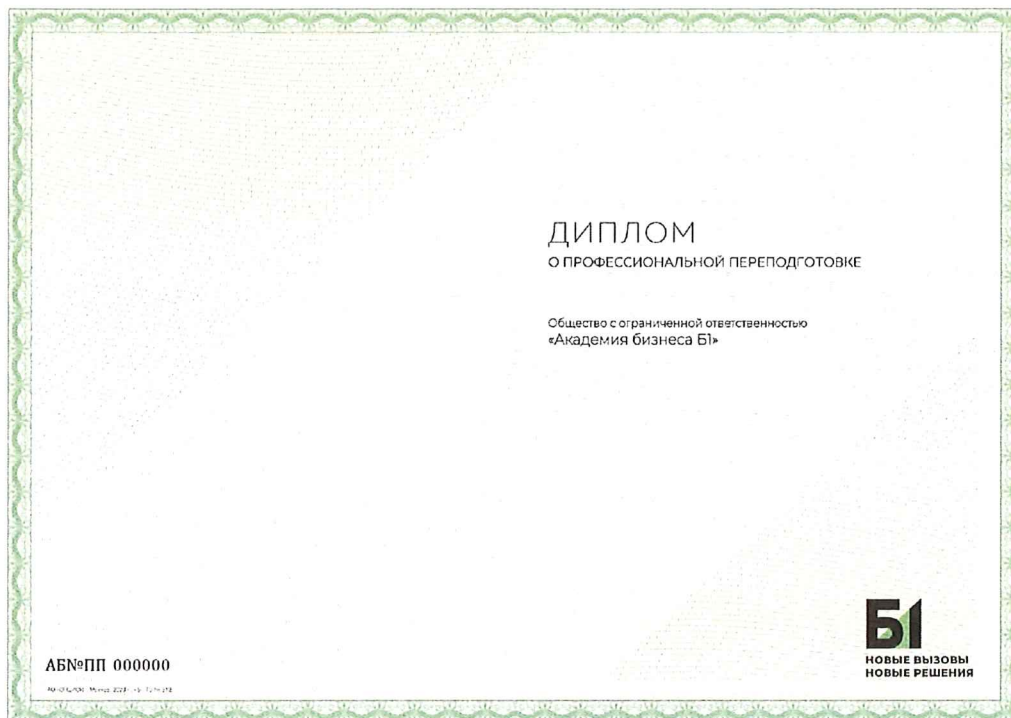 ДИПЛОМ
О ПРОФЕССИОНАЛЬНОЙ ПЕРЕПОДГОТОВКЕ
Общество с ограниченной ответственностью
«Академия бизнеса Б1»
Б1
НОВЫЕ ВЫЗОВЫ
НОВЫЕ РЕШЕНИЯ
АБ№ПП 000000